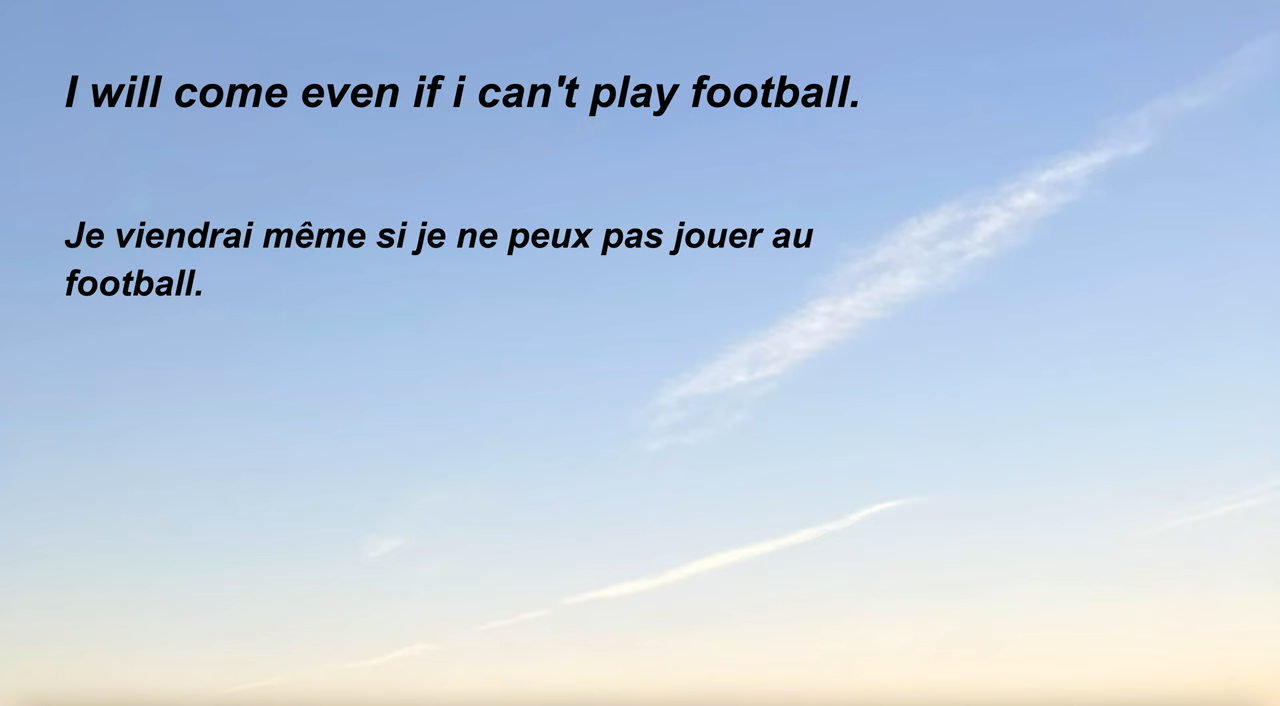 I will come even if i can't play football.
Je viendrai même si je ne peux pas jouer au
football.